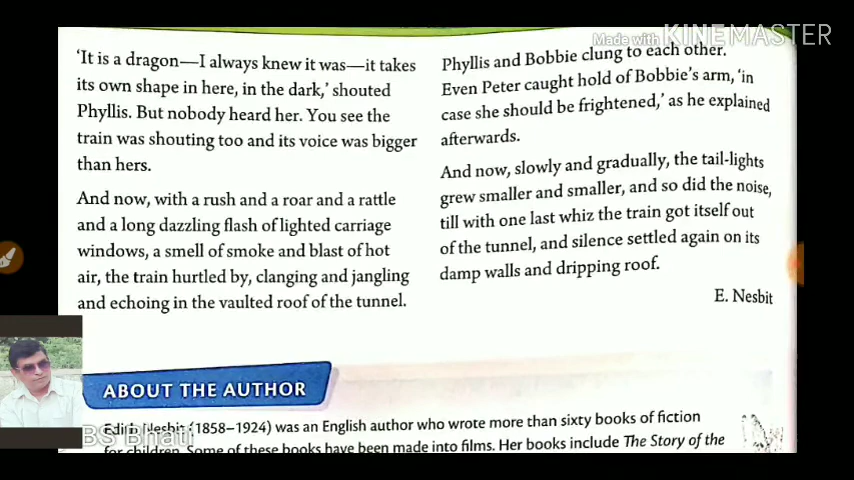 Made with KINEMASTER
'It is a dragon—I always knew it was—it takes
its own shape in here, in the dark,' shouted
Phyllis. But nobody heard her. You see the
train was shouting too and its voice was bigger
than hers.
And now, with a rush and a roar and a rattle
and a long dazzling flash of lighted carriage
windows, a smell of smoke and blast of hot
air, the train hurtled by, clanging and jangling
and echoing in the vaulted roof of the tunnel.
Phyllis and Bobbie clung to each other.
Even Peter caught hold of Bobbie's arm, 'in
case she should be frightened,' as he explained
afterwards.
And now, slowly and gradually, the tail-lights
grew smaller and smaller, and so did the noise,
till with one last whiz the train got itself out
of the tunnel, and silence settled again on its
damp walls and dripping roof.
E. Nesbit
ABOUT THE AUTHOR
Edith Nesbit (1858–1924) was an English author who wrote more than sixty books of fiction
for children. Some of these books have been made into films. Her books include The Story of the
BS Bhati